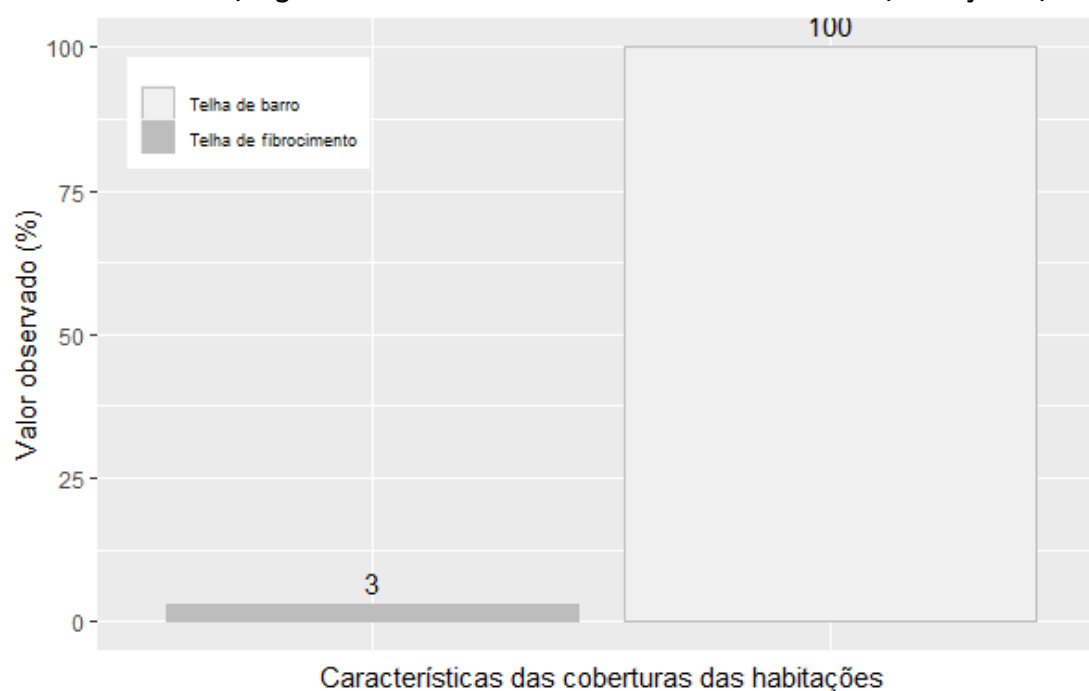 100
100
Telha de barro
Telha de fibrocimento
75
Valor observado (%)
50
25
3
0
Características das coberturas das habitações